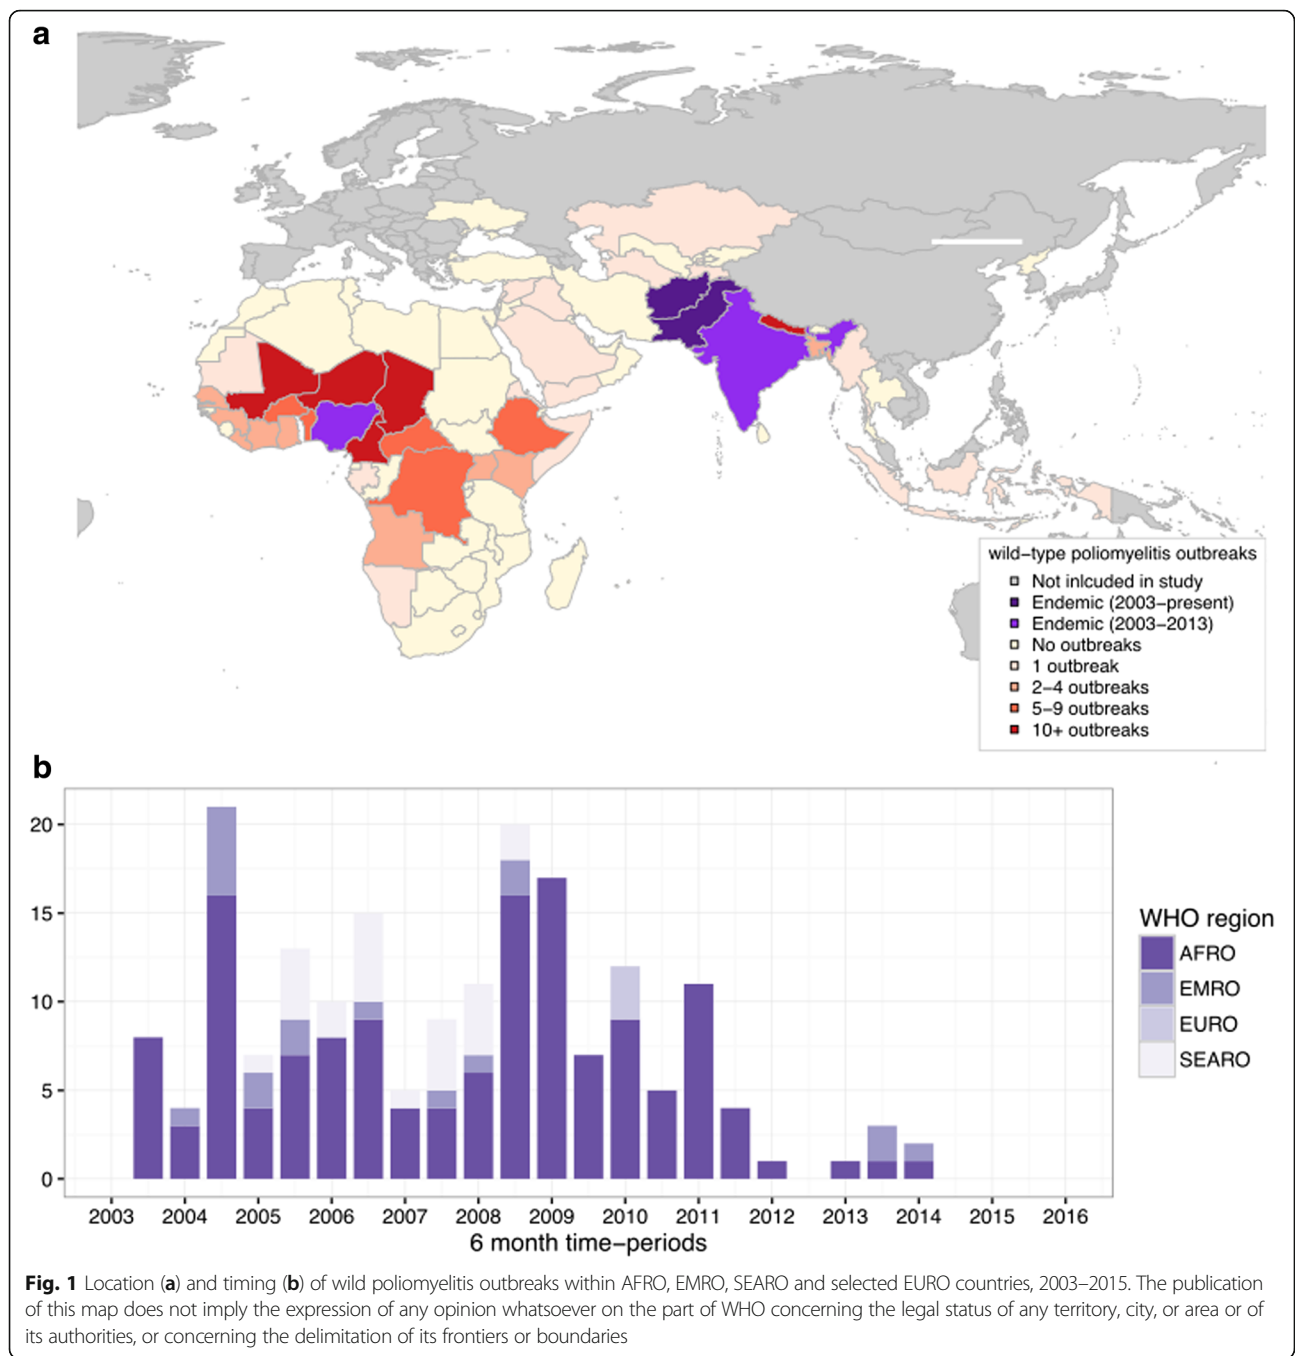 a
wild−type poliomyelitis outbreaks
Not inlcuded in study
Endemic (2003−present)
Endemic (2003−2013)
No outbreaks
1 outbreak
2−4 outbreaks
5−9 outbreaks
10+ outbreaks
b
20
15
10
5
0
2003 2004 2005 2006 2007 2008 2009 2010 2011 2012 2013 2014 2015 2016
6 month time−periods
WHO region
AFRO
EMRO
EURO
SEARO
Fig. 1 Location (a) and timing (b) of wild poliomyelitis outbreaks within AFRO, EMRO, SEARO and selected EURO countries, 2003–2015. The publication
of this map does not imply the expression of any opinion whatsoever on the part of WHO concerning the legal status of any territory, city, or area or of
its authorities, or concerning the delimitation of its frontiers or boundaries